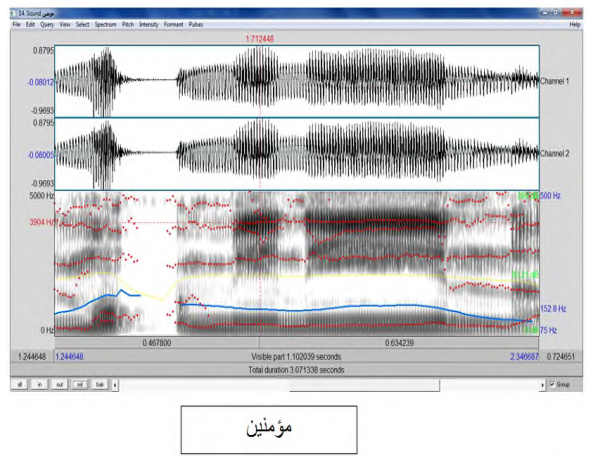 14. Sound مؤمنين
File Edit Query View Select Spectrum Pitch Intensity Formant Pulses Help
1.712448
0.8795
-0.08012
Channel 1
-0.9693
0.8795
-0.08005
Channel 2
-0.9693
5000 Hz
500 Hz
3904 Hz
152.8 Hz
0 Hz
75 Hz
0.467800 0.634239
1.244648 1.244648 Visible part 1.102039 seconds 2.346687 0.724651
Total duration 3.071338 seconds
all in out sel bak Group
مؤمنين